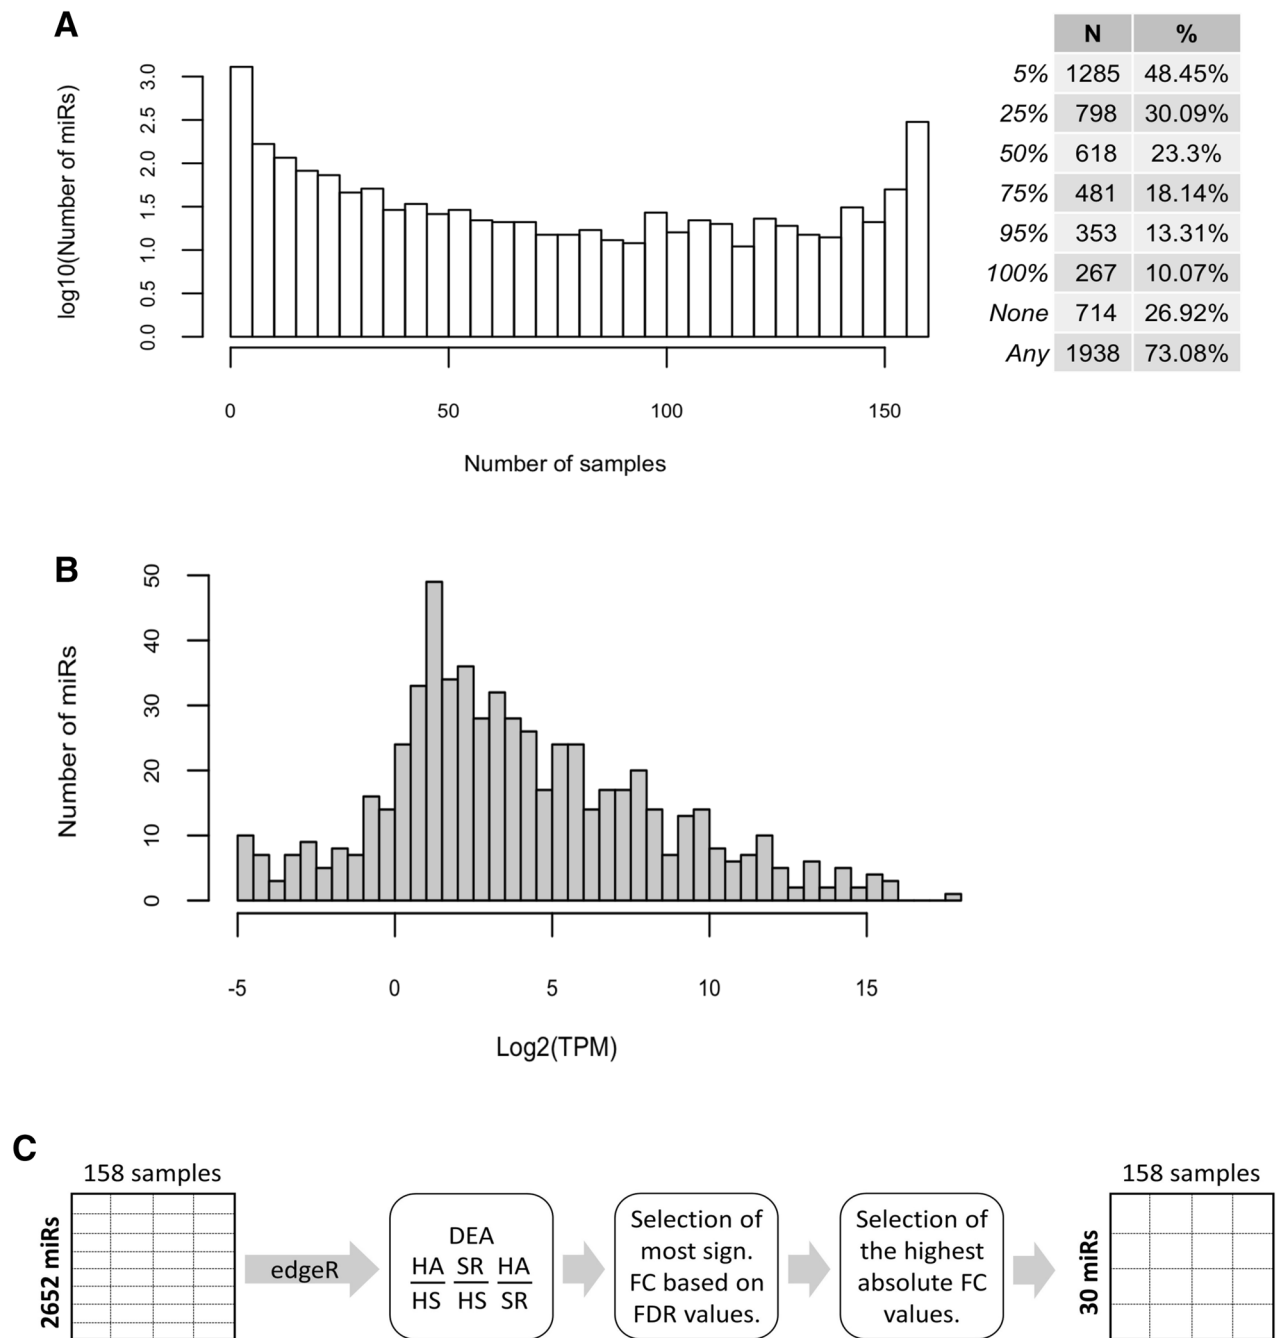 A
log10(Number of miRs)
3.0
2.5
2.0
1.5
1.0
0.5
0.0
0 50 100 150
Number of samples
N %
5% 1285 48.45%
25% 798 30.09%
50% 618 23.3%
75% 481 18.14%
95% 353 13.31%
100% 267 10.07%
None 714 26.92%
Any 1938 73.08%
B
Number of miRs
50
40
30
20
10
0
-5 0 5 10 15
Log2(TPM)
C
158 samples
2652 miRs
edgeR
DEA
HA SR HA
HS HS SR
Selection of
most sign.
FC based on
FDR values.
Selection of
the highest
absolute FC
values.
158 samples
30 miRs